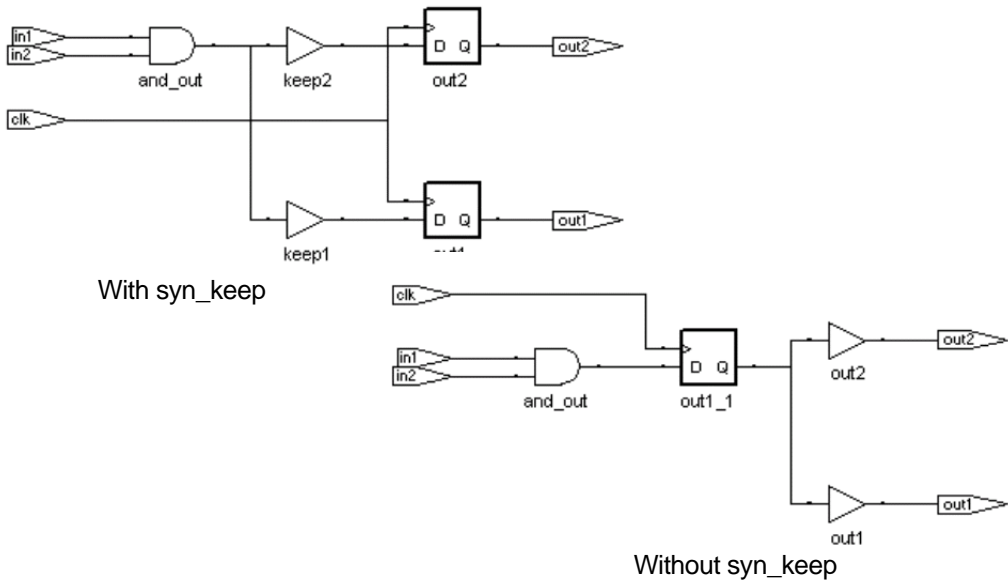 in1
in2
and_out
keep2
D Q
out2
out2
clk
keep1
D Q
out1
With syn_keep
clk
in1
in2
and_out
D Q
out1_1
out2
out2
out1
out1
Without syn_keep